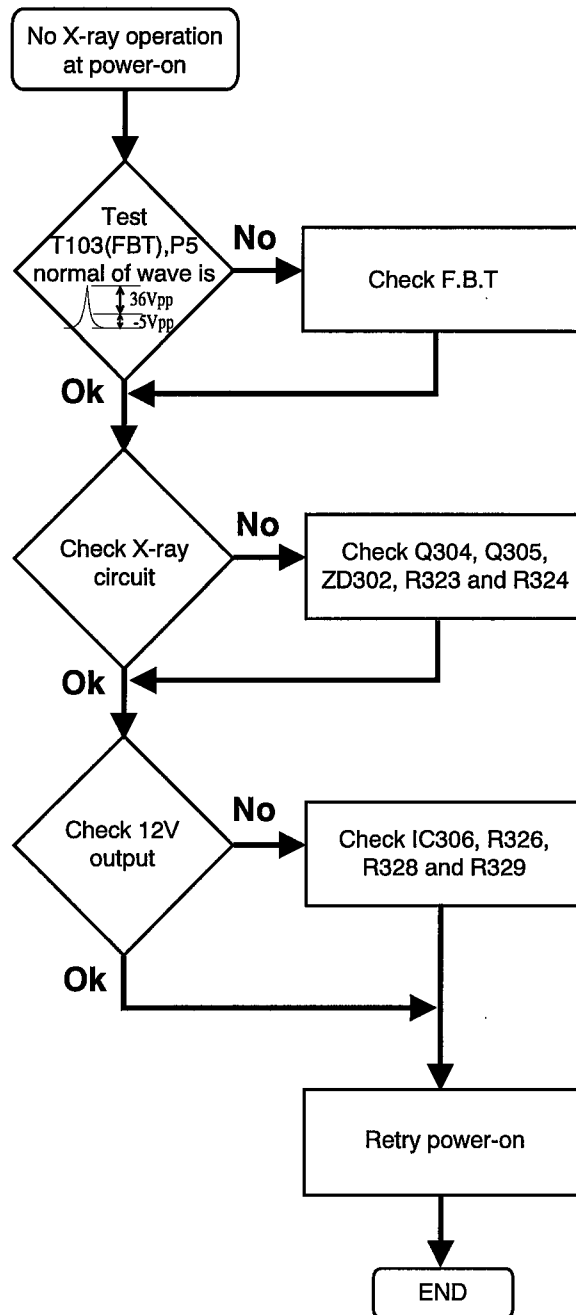 No X-ray operation
at power-on
Test
T103(FBT),P5
normal of wave is
36Vpp
-5Vpp
No
Check F.B.T
Ok
Check X-ray
circuit
No
Check Q304, Q305,
ZD302, R323 and R324
Ok
Check 12V
output
No
Check IC306, R326,
R328 and R329
Ok
Retry power-on
END